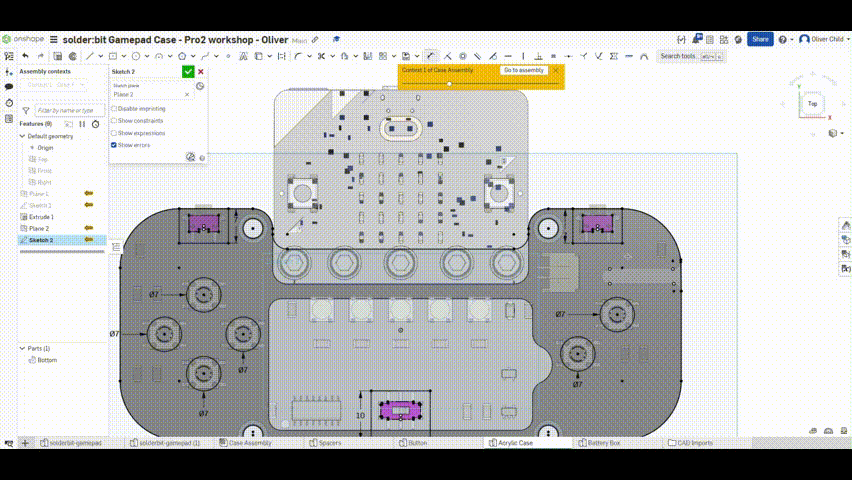 onshape
solder:bit Gamepad Case - Pro2 workshop - Oliver
Main
Share
Oliver Child
Search tools...
Assembly contexts
Sketch 2
Context 1 of Case Assembly
Go to assembly
Sketch plane
Plane 2
Filter by name or type
Disable imprinting
Show constraints
Show expressions
Show errors
Features (9)
Default geometry
Origin
Top
Front
Right
Plane 1
Sketch 1
Extrude 1
Plane 2
Sketch 2
Top
Ø7
Ø7
Ø7
Ø7
Ø7
Ø7
10
Parts (1)
Bottom
solderbit-gamepad
solderbit-gamepad (1)
Case Assembly
Spacers
Button
Acrylic Case
Battery Box
CAD Imports